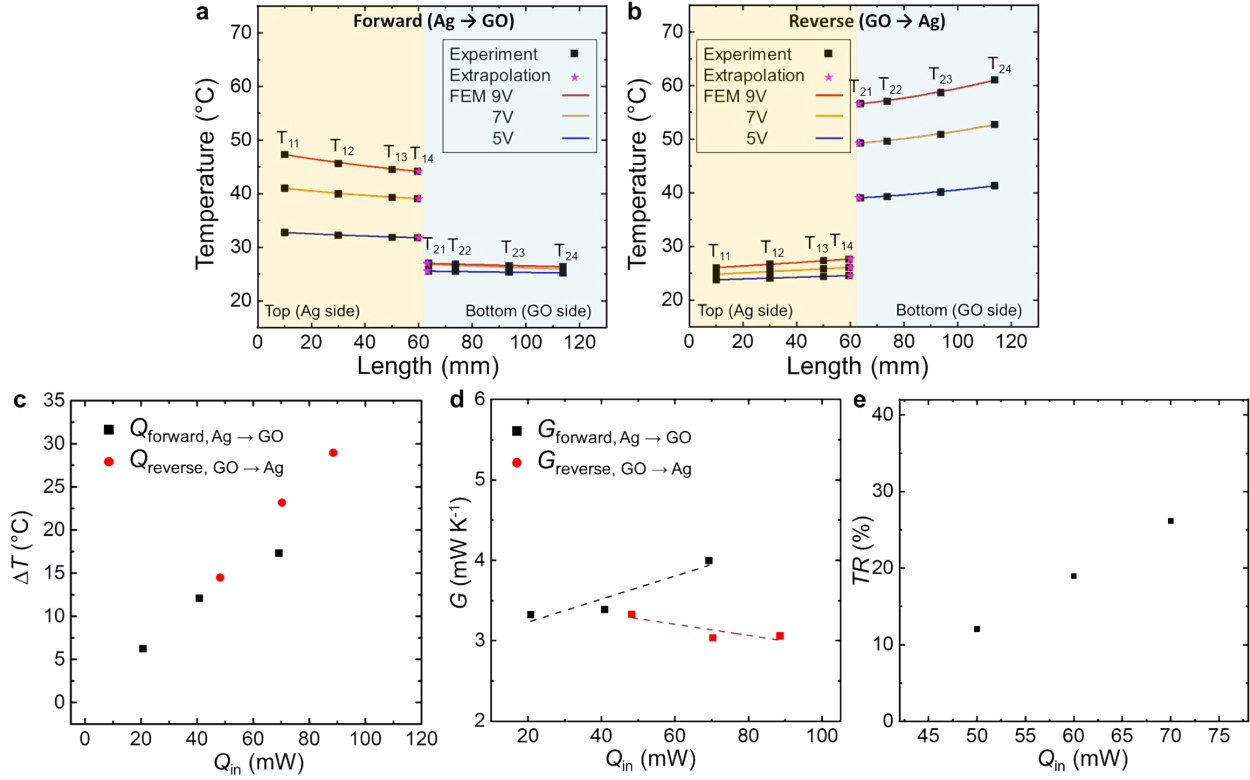 a
Forward (Ag → GO)
75
70
60
50
40
30
20
Temperature (°C)
Experiment
Extrapolation
FEM 9V
7V
5V
T11 T12 T13 T14
T21 T22 T23 T24
Top (Ag side) Bottom (GO side)
0 20 40 60 80 100 120
Length (mm)
b
Reverse (GO → Ag)
70
60
50
40
30
20
Temperature (°C)
Experiment
Extrapolation
FEM 9V
7V
5V
T21 T22 T23 T24
T11 T12 T13 T14
Top (Ag side) Bottom (GO side)
0 20 40 60 80 100 120
Length (mm)
c
35
30
25
20
15
10
5
0
ΔT (°C)
Qforward, Ag → GO
Qreverse, GO → Ag
0 20 40 60 80 100 120
Qin (mW)
d
6
5
4
3
2
G (mW K-1)
Gforward, Ag → GO
Greverse, GO → Ag
20 40 60 80 100
Qin (mW)
e
40
30
20
10
0
TR (%)
45 50 55 60 65 70 75
Qin (mW)